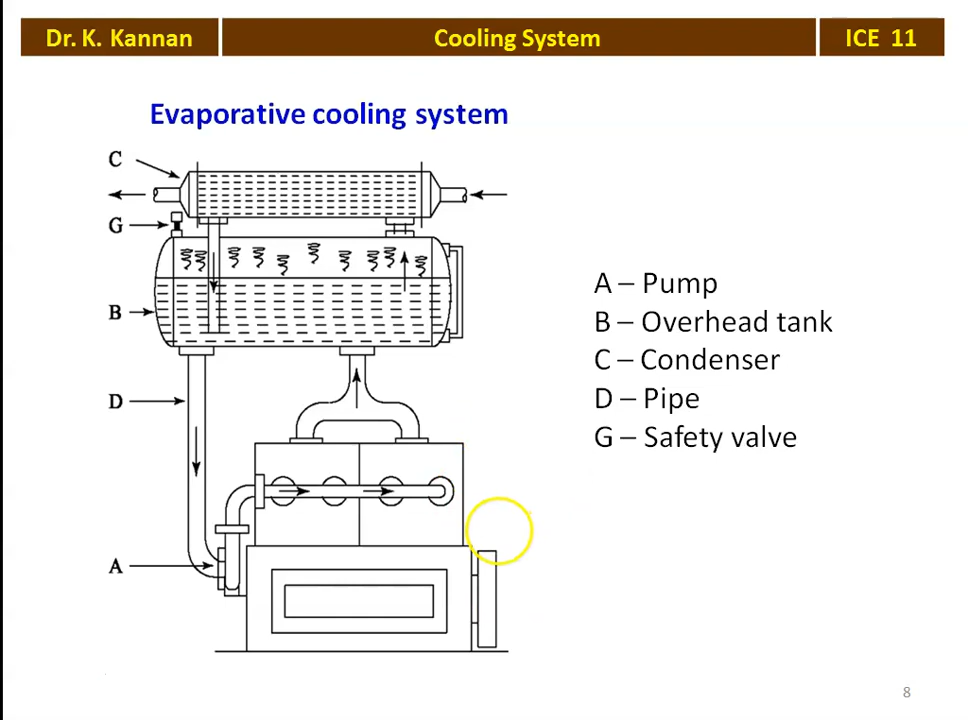 Dr. K. Kannan
Cooling System
ICE 11
Evaporative cooling system
C
G
B
D
A
A – Pump
B – Overhead tank
C – Condenser
D – Pipe
G – Safety valve
8